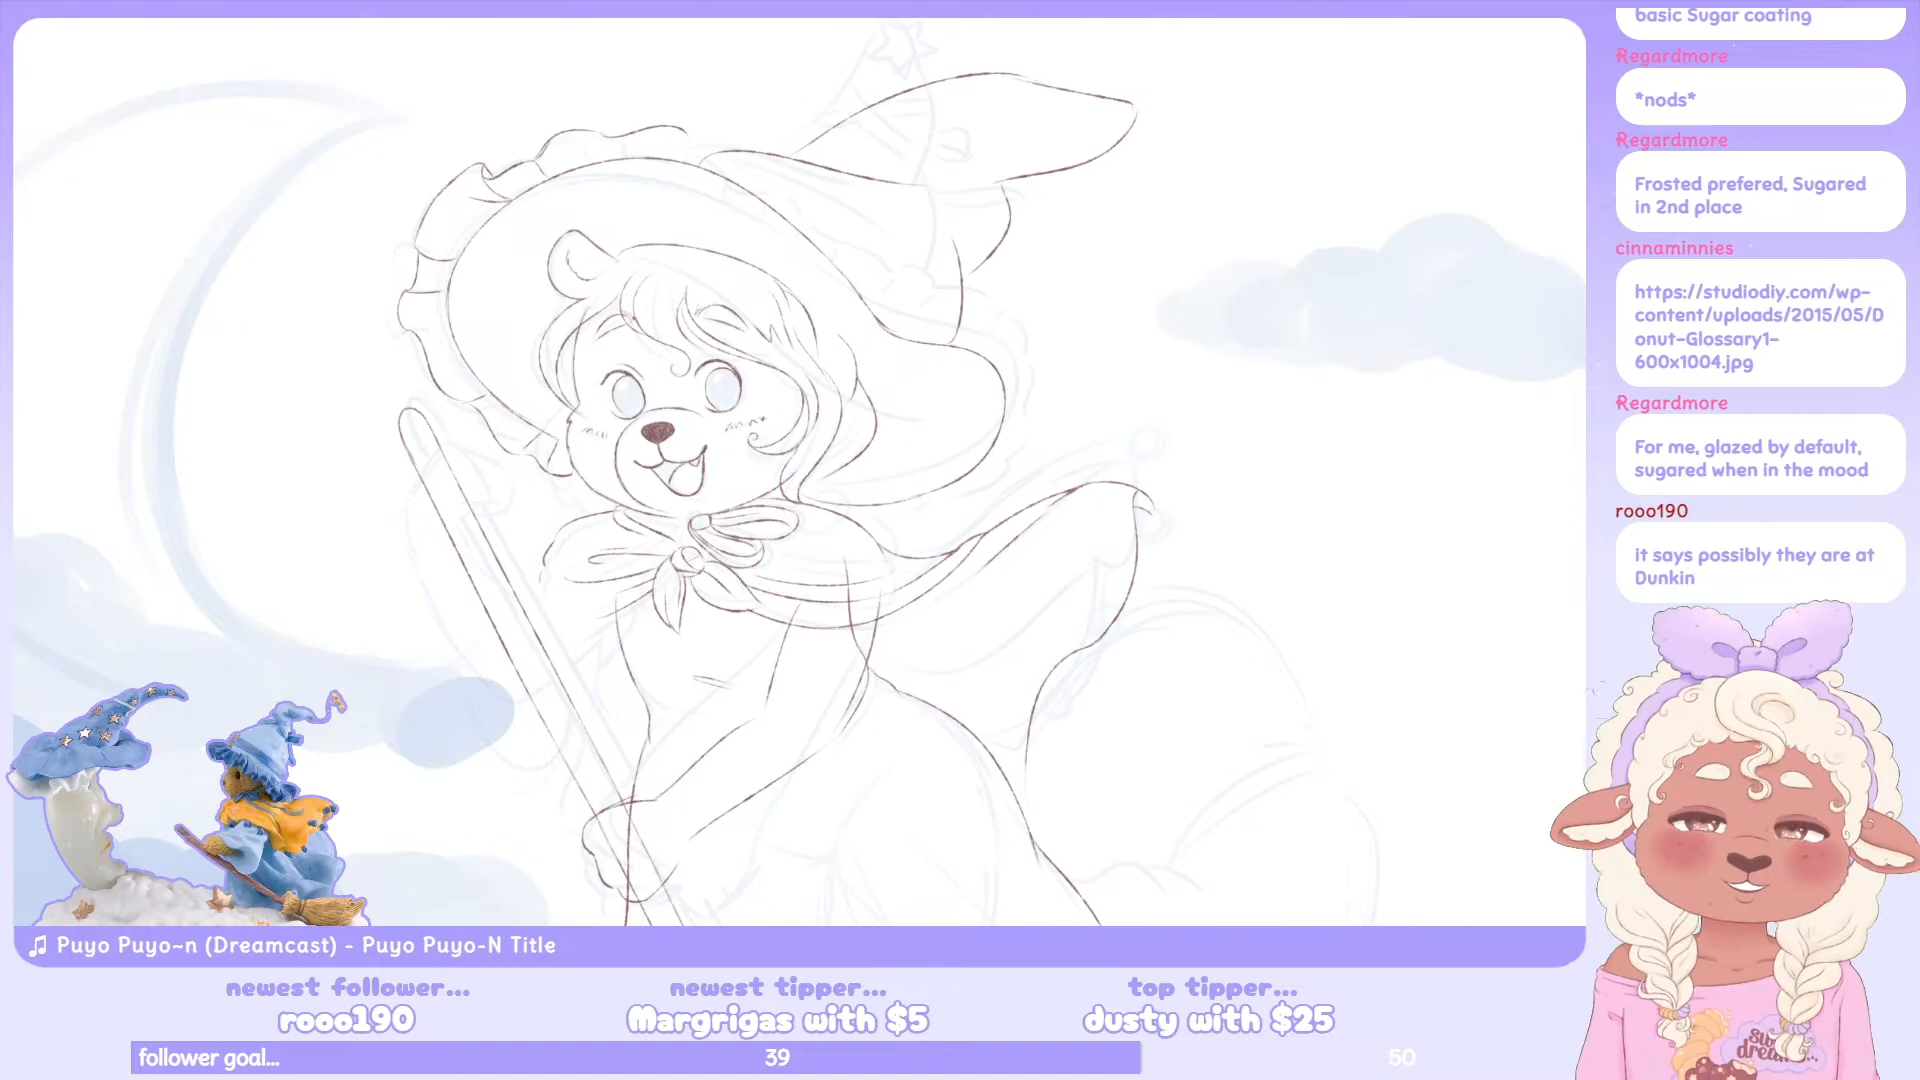 basic Sugar coating
Regardmore
*nods*
Regardmore
Frosted prefered, Sugared
in 2nd place
cinnaminnies
https://studiodiy.com/wp-
content/uploads/2015/05/D
onut-Glossary1-
600x1004.jpg
Regardmore
For me, glazed by default,
sugared when in the mood
rooo190
it says possibly they are at
Dunkin
♫ Puyo Puyo~n (Dreamcast) - Puyo Puyo-N Title
newest follower...
rooo190
newest tipper...
Margrigas with $5
top tipper...
dusty with $25
follower goal...
39
50